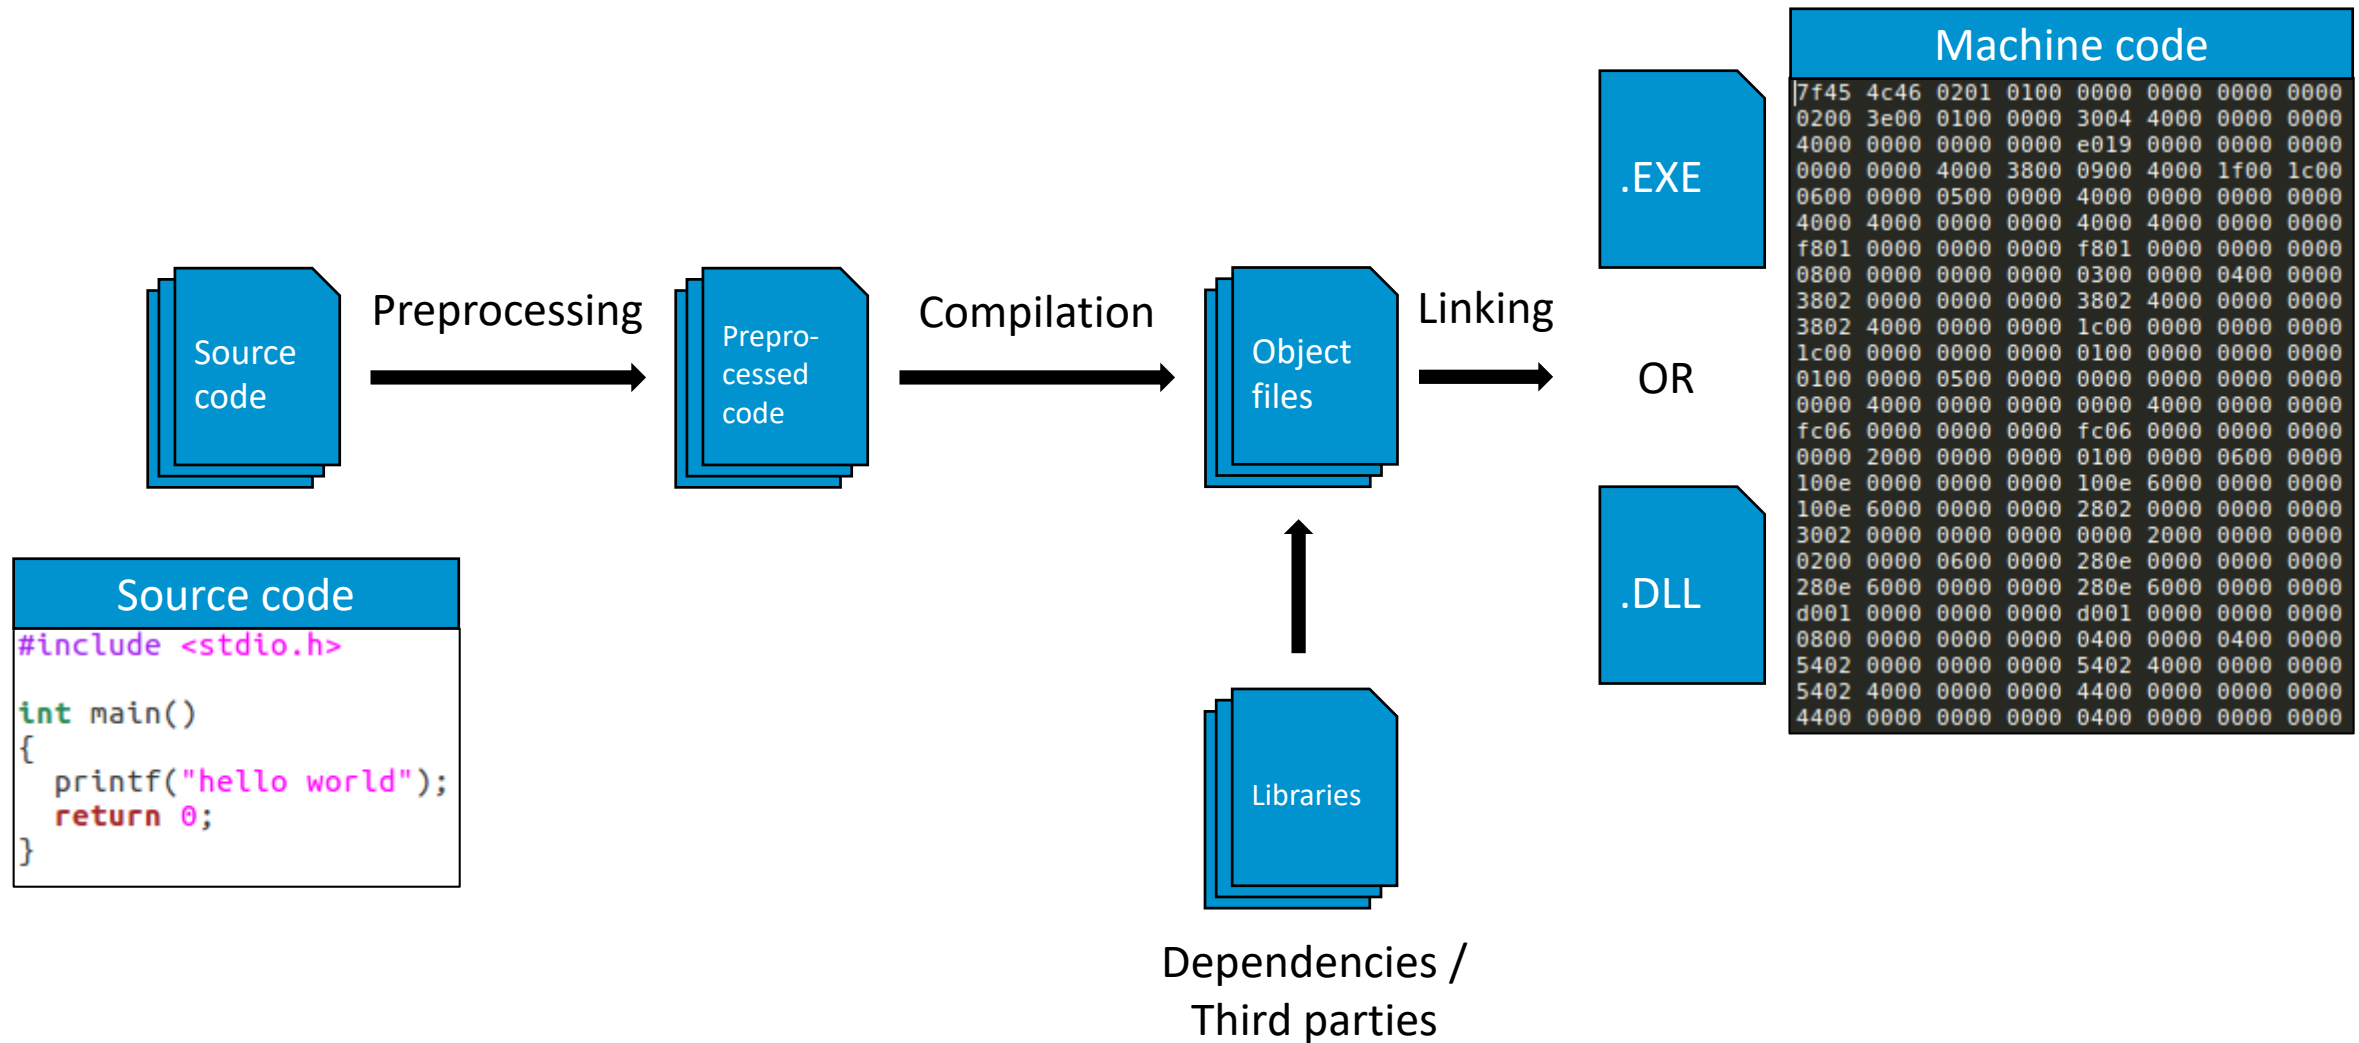 Source
code
Preprocessing
Prepro-
cessed
code
Compilation
Object
files
Linking
.EXE
OR
.DLL
Libraries
Dependencies /
Third parties
Source code
#include <stdio.h>
int main()
{
  printf("hello world");
  return 0;
}
Machine code
7f45 4c46 0201 0100 0000 0000 0000 0000
0200 3e00 0100 0000 3004 4000 0000 0000
4000 0000 0000 0000 e019 0000 0000 0000
0000 0000 4000 3800 0900 4000 1f00 1c00
0600 0000 0500 0000 4000 0000 0000 0000
4000 4000 0000 0000 4000 4000 0000 0000
f801 0000 0000 0000 f801 0000 0000 0000
0800 0000 0000 0000 0300 0000 0400 0000
3802 0000 0000 0000 3802 4000 0000 0000
3802 4000 0000 0000 1c00 0000 0000 0000
1c00 0000 0000 0000 0100 0000 0000 0000
0100 0000 0500 0000 0000 0000 0000 0000
0000 4000 0000 0000 0000 4000 0000 0000
fc06 0000 0000 0000 fc06 0000 0000 0000
0000 2000 0000 0000 0100 0000 0600 0000
100e 0000 0000 0000 100e 6000 0000 0000
100e 6000 0000 0000 2802 0000 0000 0000
3002 0000 0000 0000 0000 2000 0000 0000
0200 0000 0600 0000 280e 0000 0000 0000
280e 6000 0000 0000 280e 6000 0000 0000
d001 0000 0000 0000 d001 0000 0000 0000
0800 0000 0000 0000 0400 0000 0400 0000
5402 0000 0000 0000 5402 4000 0000 0000
5402 4000 0000 0000 4400 0000 0000 0000
4400 0000 0000 0000 0400 0000 0000 0000